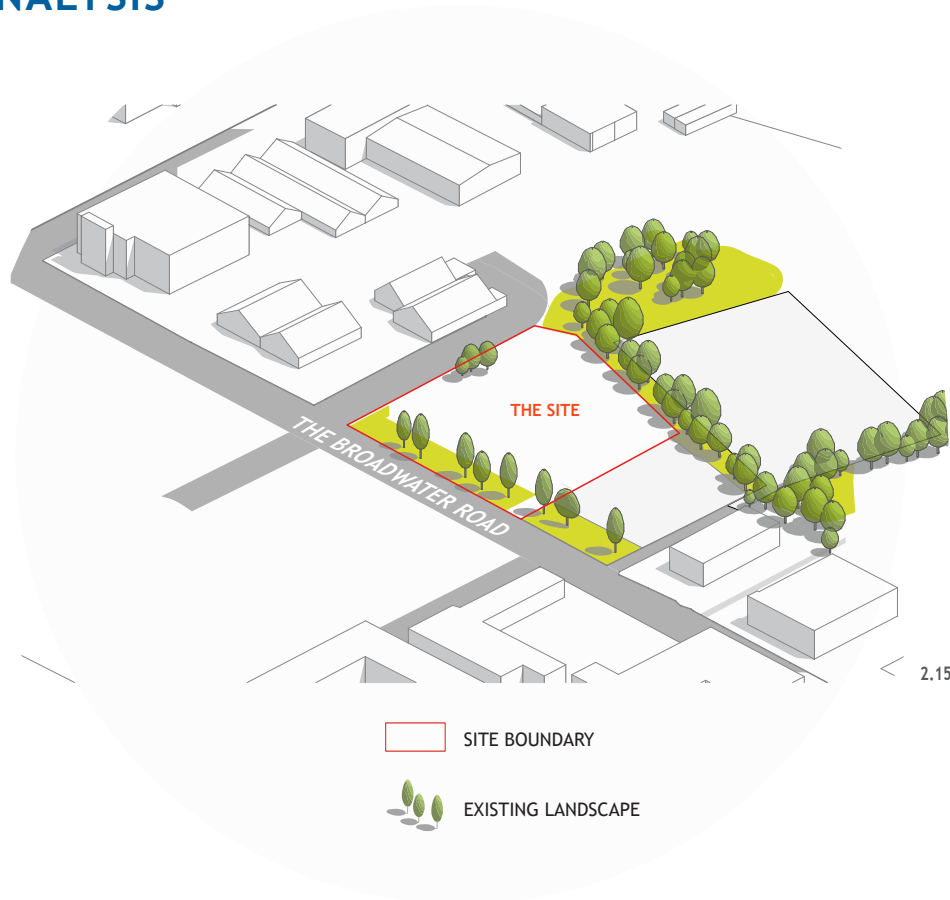 THE SITE
THE BROADWATER ROAD
2.15
SITE BOUNDARY
EXISTING LANDSCAPE